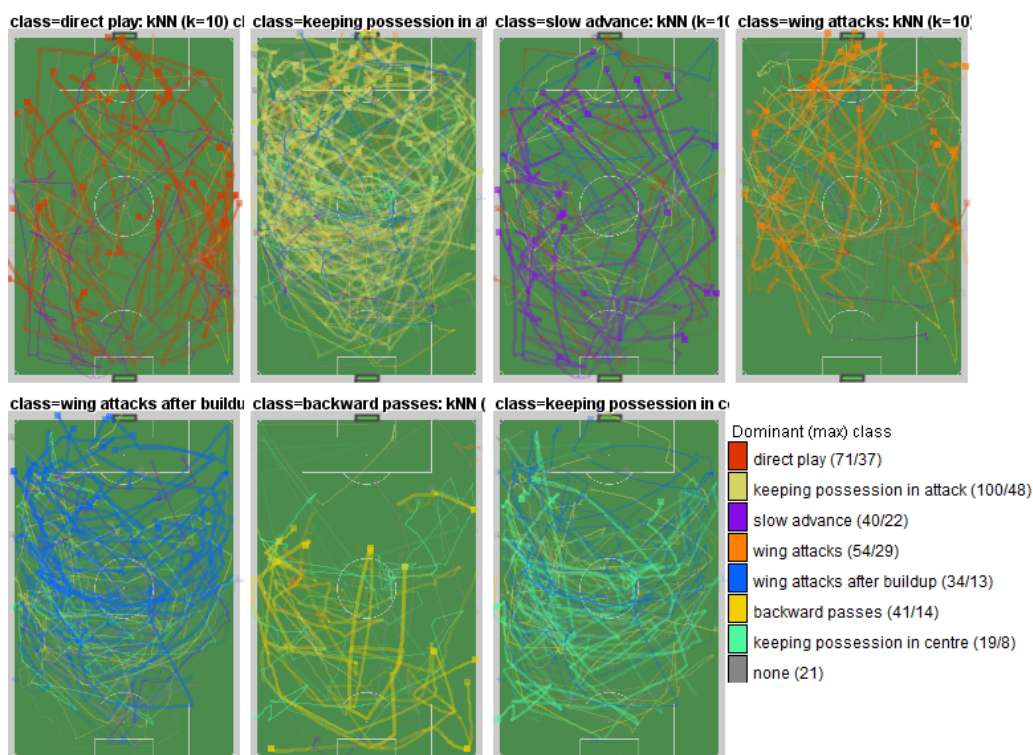 class=direct play: kNN (k=10) cl
class=keeping possession in at
class=slow advance: kNN (k=10
class=wing attacks: kNN (k=10)
class=wing attacks after buildu
class=backward passes: kNN (
class=keeping possession in ce
Dominant (max) class
direct play (71/37)
keeping possession in attack (100/48)
slow advance (40/22)
wing attacks (54/29)
wing attacks after buildup (34/13)
backward passes (41/14)
keeping possession in centre (19/8)
none (21)